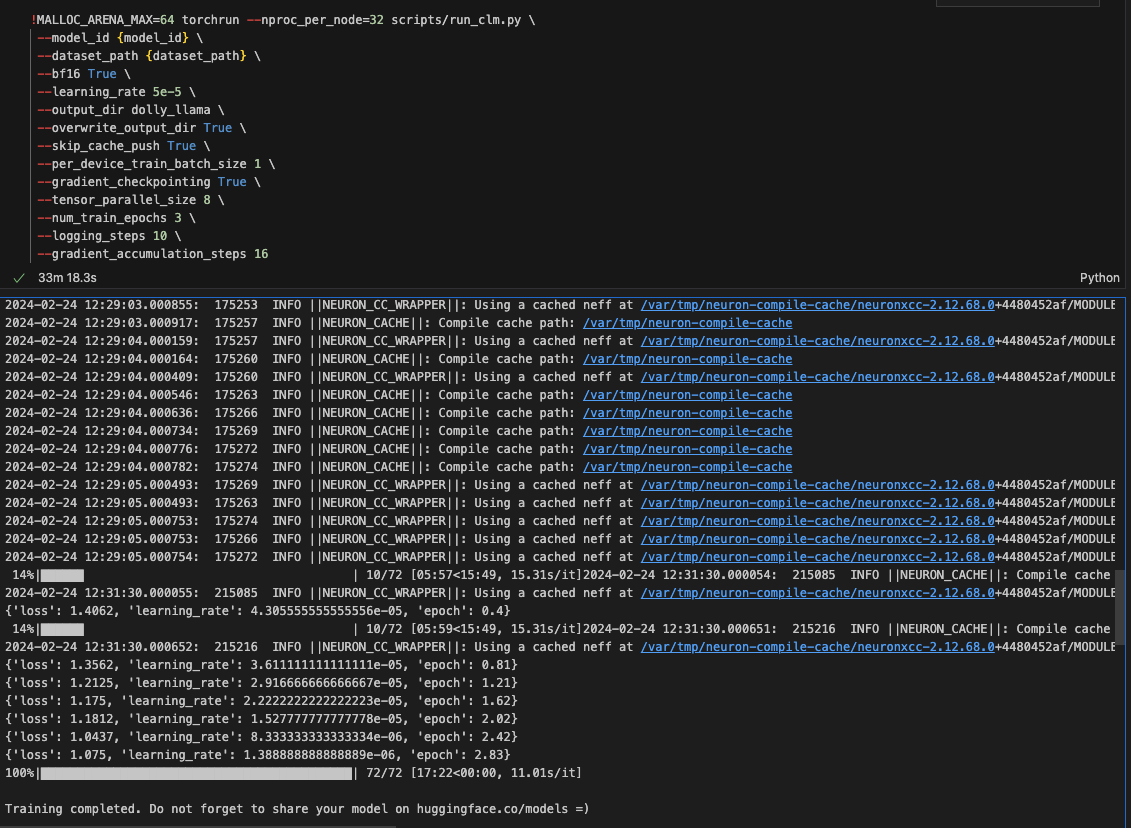 !MALLOC_ARENA_MAX=64 torchrun --nproc_per_node=32 scripts/run_clm.py \
--model_id {model_id} \
--dataset_path {dataset_path} \
--bf16 True \
--learning_rate 5e-5 \
--output_dir dolly_llama \
--overwrite_output_dir True \
--skip_cache_push True \
--per_device_train_batch_size 1 \
--gradient_checkpointing True \
--tensor_parallel_size 8 \
--num_train_epochs 3 \
--logging_steps 10 \
--gradient_accumulation_steps 16
33m 18.3s
Python
2024-02-24 12:29:03.000855: 175253 INFO ||NEURON_CC_WRAPPER||: Using a cached neff at /var/tmp/neuron-compile-cache/neuronxcc-2.12.68.0+4480452af/MODULE
2024-02-24 12:29:03.000917: 175257 INFO ||NEURON_CACHE||: Compile cache path: /var/tmp/neuron-compile-cache
2024-02-24 12:29:04.000159: 175257 INFO ||NEURON_CC_WRAPPER||: Using a cached neff at /var/tmp/neuron-compile-cache/neuronxcc-2.12.68.0+4480452af/MODULE
2024-02-24 12:29:04.000164: 175260 INFO ||NEURON_CACHE||: Compile cache path: /var/tmp/neuron-compile-cache
2024-02-24 12:29:04.000409: 175260 INFO ||NEURON_CC_WRAPPER||: Using a cached neff at /var/tmp/neuron-compile-cache/neuronxcc-2.12.68.0+4480452af/MODULE
2024-02-24 12:29:04.000546: 175263 INFO ||NEURON_CACHE||: Compile cache path: /var/tmp/neuron-compile-cache
2024-02-24 12:29:04.000636: 175266 INFO ||NEURON_CACHE||: Compile cache path: /var/tmp/neuron-compile-cache
2024-02-24 12:29:04.000734: 175269 INFO ||NEURON_CACHE||: Compile cache path: /var/tmp/neuron-compile-cache
2024-02-24 12:29:04.000776: 175272 INFO ||NEURON_CACHE||: Compile cache path: /var/tmp/neuron-compile-cache
2024-02-24 12:29:04.000782: 175274 INFO ||NEURON_CACHE||: Compile cache path: /var/tmp/neuron-compile-cache
2024-02-24 12:29:05.000493: 175269 INFO ||NEURON_CC_WRAPPER||: Using a cached neff at /var/tmp/neuron-compile-cache/neuronxcc-2.12.68.0+4480452af/MODULE
2024-02-24 12:29:05.000493: 175263 INFO ||NEURON_CC_WRAPPER||: Using a cached neff at /var/tmp/neuron-compile-cache/neuronxcc-2.12.68.0+4480452af/MODULE
2024-02-24 12:29:05.000753: 175274 INFO ||NEURON_CC_WRAPPER||: Using a cached neff at /var/tmp/neuron-compile-cache/neuronxcc-2.12.68.0+4480452af/MODULE
2024-02-24 12:29:05.000753: 175266 INFO ||NEURON_CC_WRAPPER||: Using a cached neff at /var/tmp/neuron-compile-cache/neuronxcc-2.12.68.0+4480452af/MODULE
2024-02-24 12:29:05.000754: 175272 INFO ||NEURON_CC_WRAPPER||: Using a cached neff at /var/tmp/neuron-compile-cache/neuronxcc-2.12.68.0+4480452af/MODULE
14%| | 10/72 [05:57<15:49, 15.31s/it]2024-02-24 12:31:30.000054: 215085 INFO ||NEURON_CACHE||: Compile cache
2024-02-24 12:31:30.000055: 215085 INFO ||NEURON_CC_WRAPPER||: Using a cached neff at /var/tmp/neuron-compile-cache/neuronxcc-2.12.68.0+4480452af/MODULE
{'loss': 1.4062, 'learning_rate': 4.305555555555556e-05, 'epoch': 0.4}
14%| | 10/72 [05:59<15:49, 15.31s/it]2024-02-24 12:31:30.000651: 215216 INFO ||NEURON_CACHE||: Compile cache
2024-02-24 12:31:30.000652: 215216 INFO ||NEURON_CC_WRAPPER||: Using a cached neff at /var/tmp/neuron-compile-cache/neuronxcc-2.12.68.0+4480452af/MODULE
{'loss': 1.3562, 'learning_rate': 3.611111111111111e-05, 'epoch': 0.81}
{'loss': 1.2125, 'learning_rate': 2.916666666666667e-05, 'epoch': 1.21}
{'loss': 1.175, 'learning_rate': 2.2222222222222223e-05, 'epoch': 1.62}
{'loss': 1.1812, 'learning_rate': 1.527777777777778e-05, 'epoch': 2.02}
{'loss': 1.0437, 'learning_rate': 8.333333333333334e-06, 'epoch': 2.42}
{'loss': 1.075, 'learning_rate': 1.388888888888889e-06, 'epoch': 2.83}
100%| | 72/72 [17:22<00:00, 11.01s/it]
Training completed. Do not forget to share your model on huggingface.co/models =)